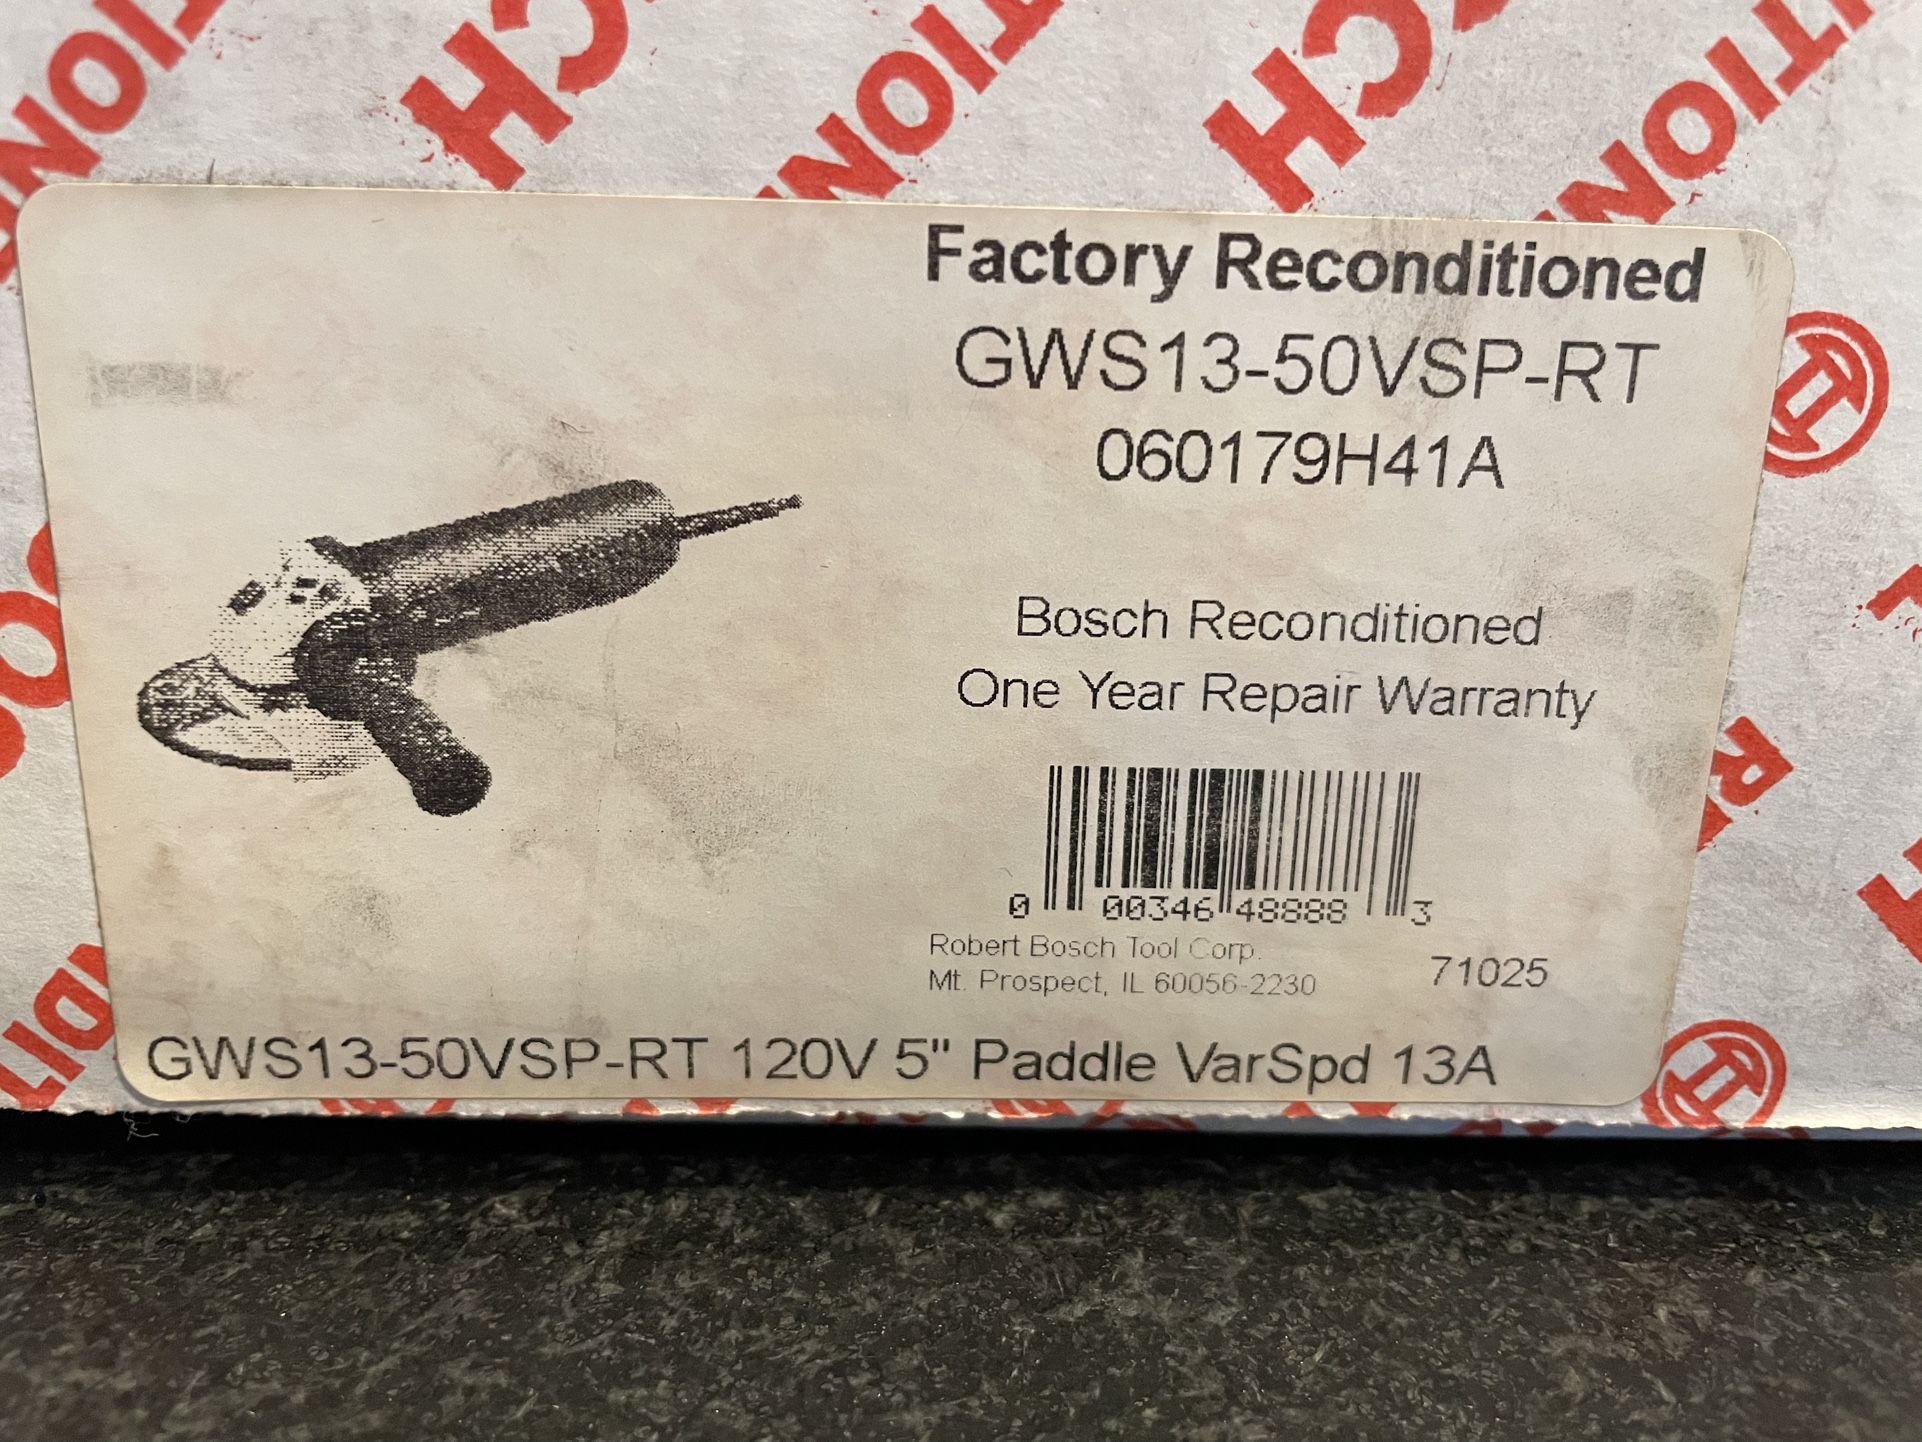 Factory Reconditioned
GWS13-50VSP-RT
060179H41A
Bosch Reconditioned
One Year Repair Warranty
0 00346 48888 3
Robert Bosch Tool Corp.
Mt. Prospect, IL 60056-2230
71025
GWS13-50VSP-RT 120V 5" Paddle VarSpd 13A